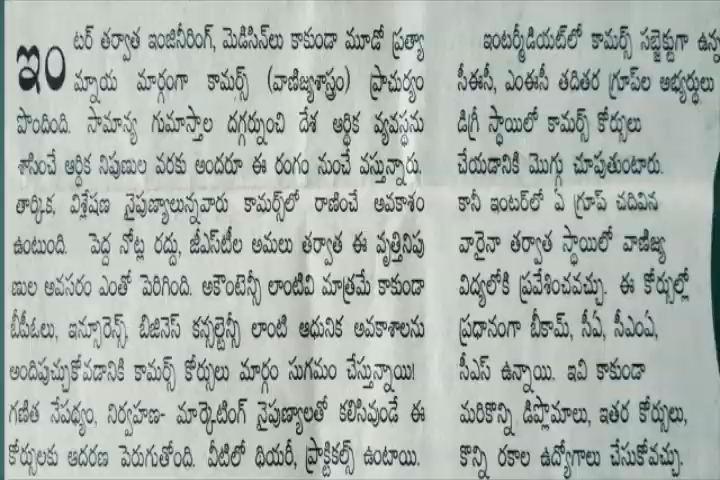 ఇంటర్ తర్వాత ఇంజినీరింగ్, మెడిసిన్‌లు కాకుండా మూడో ప్రత్యా
మ్నాయ మార్గంగా కామర్స్ (వాణిజ్యశాస్త్రం) ప్రాచుర్యం
పొందింది. సామాన్య గుమాస్తాల దగ్గర్నుంచి దేశ ఆర్థిక వ్యవస్థను
శాసించే ఆర్థిక నిపుణుల వరకు అందరూ ఈ రంగం నుంచే వస్తున్నారు.
తార్కిక, విశ్లేషణ నైపుణ్యాలున్నవారు కామర్స్‌లో రాణించే అవకాశం
ఉంటుంది. పెద్ద నోట్ల రద్దు, జీఎస్‌టీల అమలు తర్వాత ఈ వృత్తినిపు
ణుల అవసరం ఎంతో పెరిగింది. అకౌంటెన్సీ లాంటివి మాత్రమే కాకుండా
బీపీఓలు, ఇన్సూరెన్స్, బిజినెస్ కన్సల్టెన్సీ లాంటి ఆధునిక అవకాశాలను
అందిపుచ్చుకోవడానికి కామర్స్ కోర్సులు మార్గం సుగమం చేస్తున్నాయి!
గణిత నేపథ్యం, నిర్వహణ- మార్కెటింగ్ నైపుణ్యాలతో కలిసివుండే ఈ
కోర్సులకు ఆదరణ పెరుగుతోంది. వీటిలో థియరీ, ప్రాక్టికల్స్ ఉంటాయి.
ఇంటర్మీడియట్‌లో కామర్స్ సబ్జెక్టుగా ఉన్న
సీఈసీ, ఎంఈసీ తదితర గ్రూప్‌ల అభ్యర్థులు
డిగ్రీ స్థాయిలో కామర్స్ కోర్సులు
చేయడానికి మొగ్గు చూపుతుంటారు.
కానీ ఇంటర్‌లో ఏ గ్రూప్ చదివిన
వారైనా తర్వాత స్థాయిలో వాణిజ్య
విద్యలోకి ప్రవేశించవచ్చు. ఈ కోర్సుల్లో
ప్రధానంగా బీకామ్, సీఏ, సీఎంఏ,
సీఎస్ ఉన్నాయి. ఇవి కాకుండా
మరికొన్ని డిప్లొమాలు, ఇతర కోర్సులు,
కొన్ని రకాల ఉద్యోగాలు చేసుకోవచ్చు.